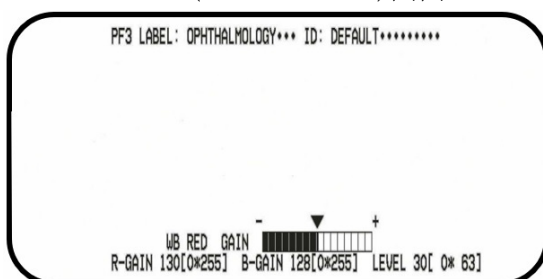 PF3 LABEL: OPHTHALMOLOGY••• ID: DEFAULT•••••••••
- ▼ +
WB RED GAIN
R-GAIN 130[0*255] B-GAIN 128[0*255] LEVEL 30[ 0* 63]